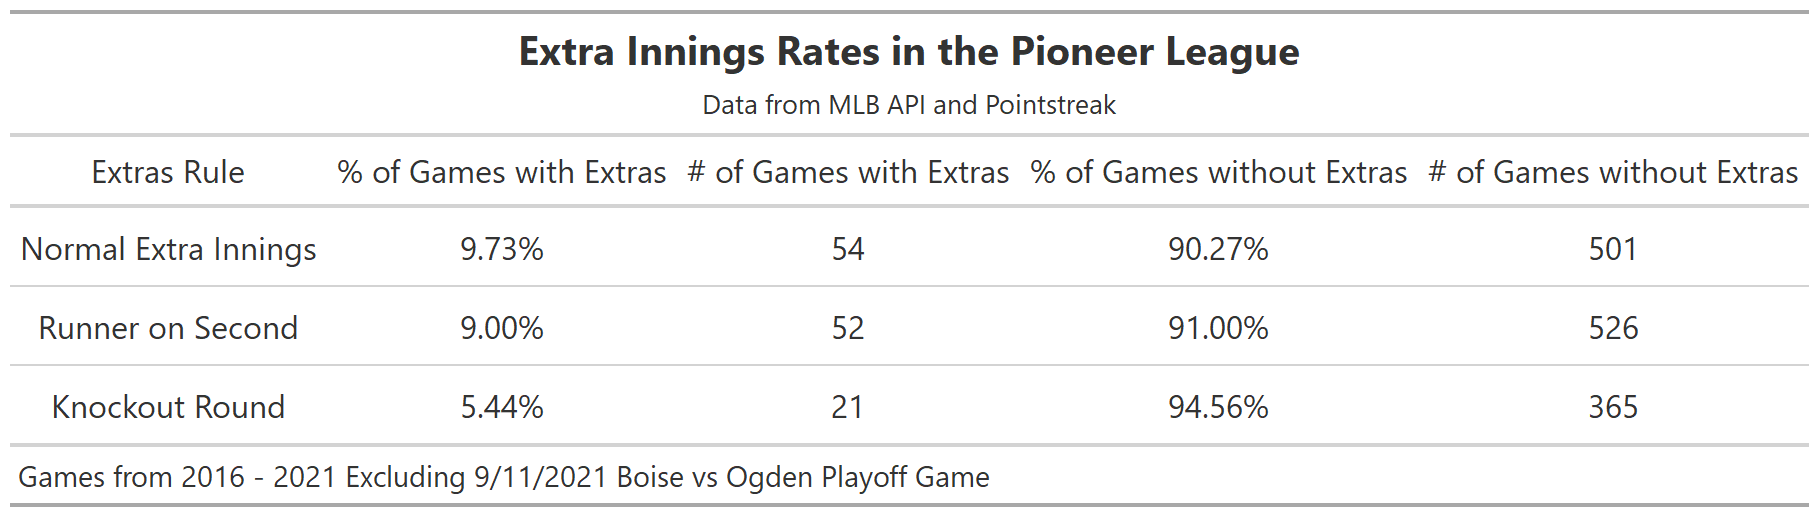 Extra Innings Rates in the Pioneer League
Data from MLB API and Pointstreak
Extras Rule % of Games with Extras # of Games with Extras % of Games without Extras # of Games without Extras
Normal Extra Innings 9.73% 54 90.27% 501
Runner on Second 9.00% 52 91.00% 526
Knockout Round 5.44% 21 94.56% 365
Games from 2016 - 2021 Excluding 9/11/2021 Boise vs Ogden Playoff Game